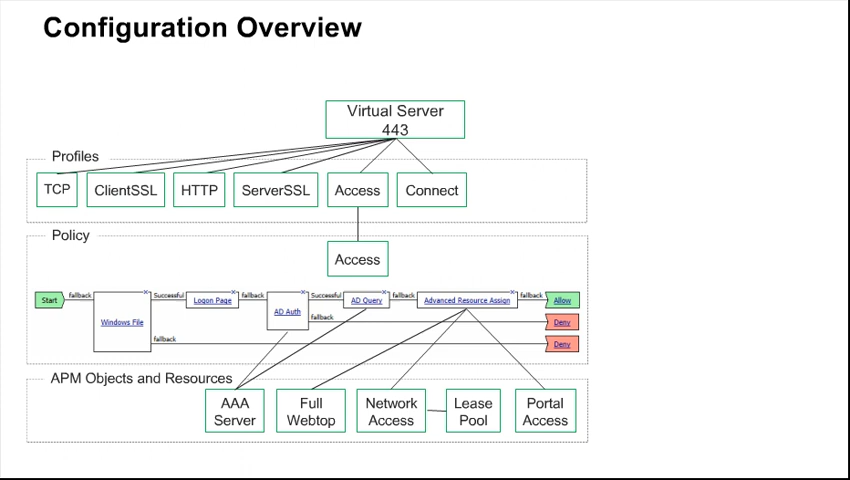 Configuration Overview
Virtual Server
443
Profiles
TCP
ClientSSL
HTTP
ServerSSL
Access
Connect
Policy
Access
Start
fallback
Windows File
Successful
Logon Page
fallback
AD Auth
Successful
AD Query
fallback
Advanced Resource Assign
fallback
Allow
fallback
Deny
fallback
Deny
APM Objects and Resources
AAA
Server
Full
Webtop
Network
Access
Lease
Pool
Portal
Access